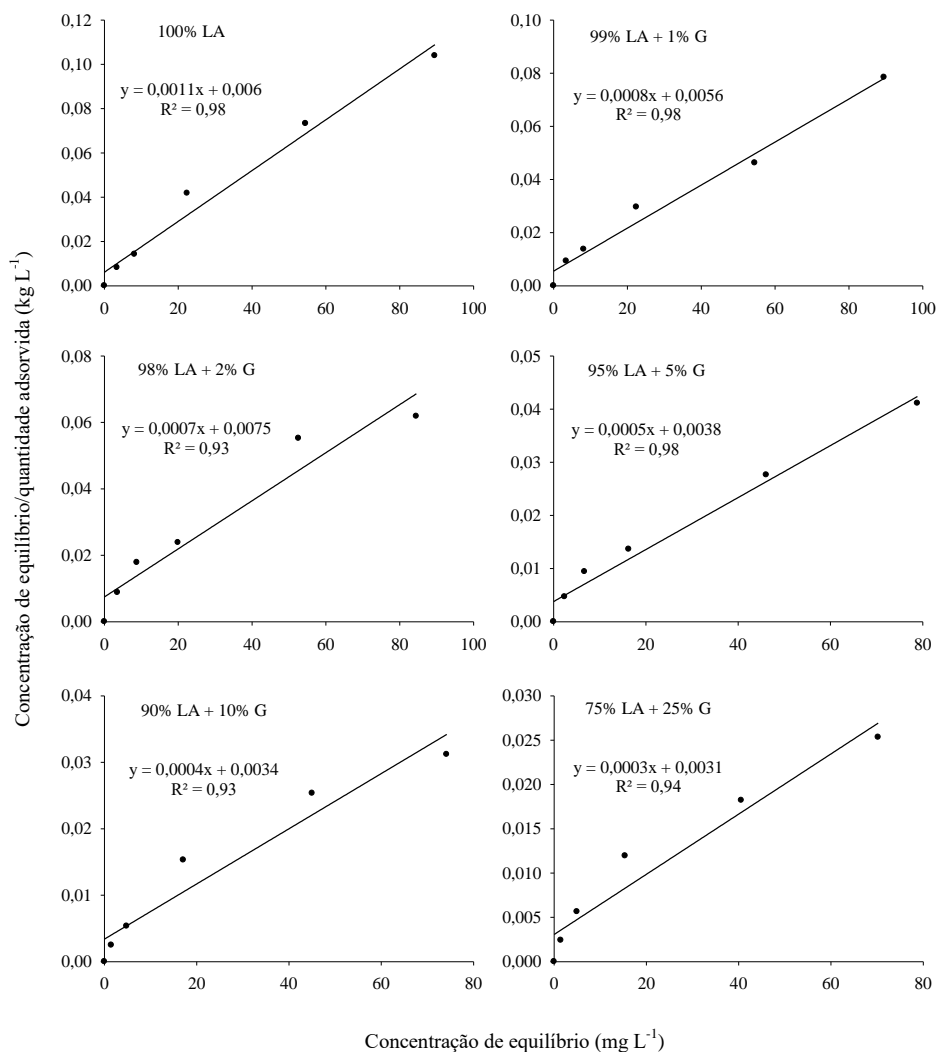 Concentração de equilíbrio/quantidade adsorvida (kg L⁻¹)
100% LA
y = 0,0011x + 0,006
R² = 0,98
0,12
0,10
0,08
0,06
0,04
0,02
0,00
0 20 40 60 80 100
99% LA + 1% G
y = 0,0008x + 0,0056
R² = 0,98
0,10
0,08
0,06
0,04
0,02
0,00
0 20 40 60 80 100
98% LA + 2% G
y = 0,0007x + 0,0075
R² = 0,93
0,08
0,06
0,04
0,02
0,00
0 20 40 60 80 100
95% LA + 5% G
y = 0,0005x + 0,0038
R² = 0,98
0,05
0,04
0,03
0,02
0,01
0,00
0 20 40 60 80
90% LA + 10% G
y = 0,0004x + 0,0034
R² = 0,93
0,04
0,03
0,02
0,01
0,00
0 20 40 60 80
75% LA + 25% G
y = 0,0003x + 0,0031
R² = 0,94
0,030
0,025
0,020
0,015
0,010
0,005
0,000
0 20 40 60 80
Concentração de equilíbrio (mg L⁻¹)